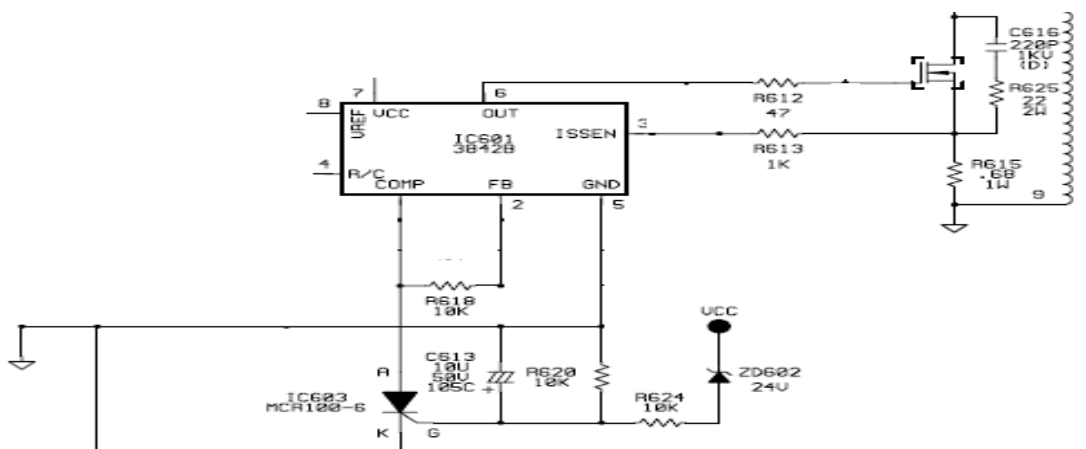 C616
220P
1KV
(D)
R625
22
2W
7
6
8
VCC
OUT
R612
47
VREF
IC601
3842B
ISSEN
3
R613
1K
4
R/C
COMP
FB
GND
R615
.68
1W
9
2
5
R618
10K
VCC
C613
10U
50V
105C
+
R620
10K
ZD602
24V
A
IC603
MCR100-6
R624
10K
K
G